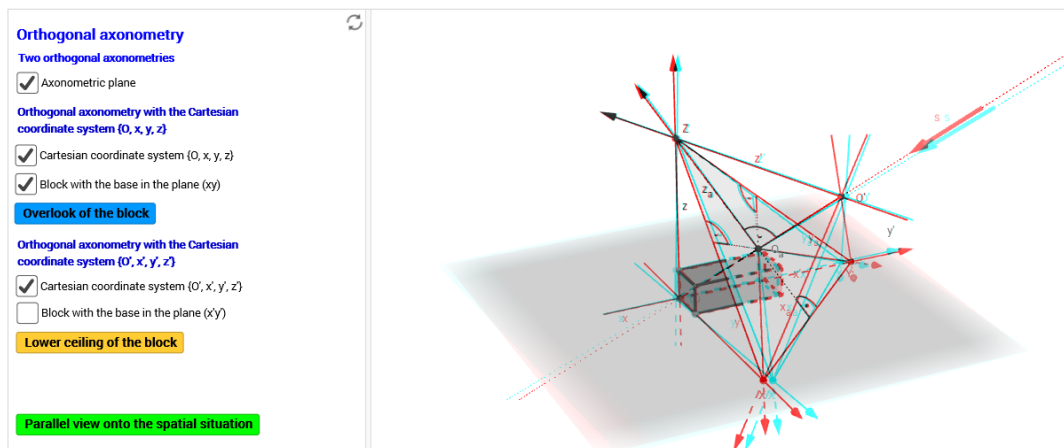 Orthogonal axonometry
Two orthogonal axonometries
Axonometric plane
Orthogonal axonometry with the Cartesian
coordinate system {O, x, y, z}
Cartesian coordinate system {O, x, y, z}
Block with the base in the plane (xy)
Overlook of the block
Orthogonal axonometry with the Cartesian
coordinate system {O', x', y', z'}
Cartesian coordinate system {O', x', y', z'}
Block with the base in the plane (x'y')
Lower ceiling of the block
Parallel view onto the spatial situation
s
Z
z'
zₐ
z
O'
y'
Oₐ
x'